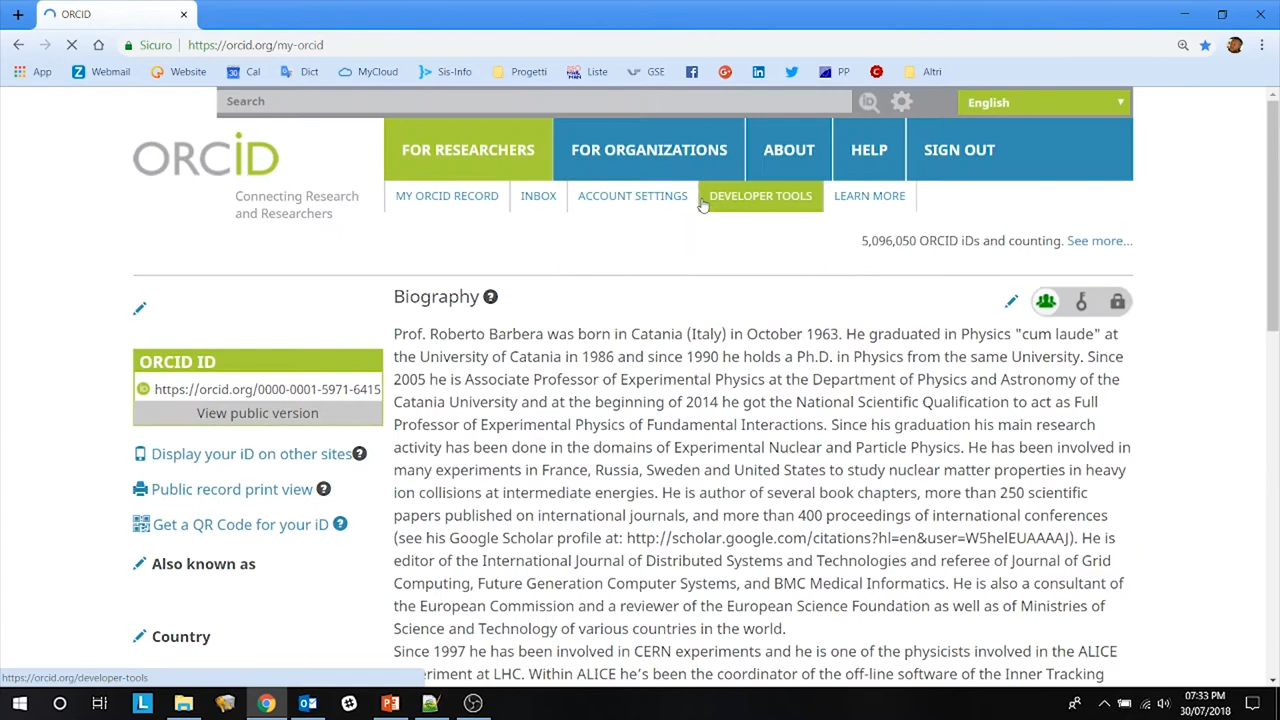 ORCID
Sicuro
https://orcid.org/my-orcid
App
Webmail
Website
Cal
Dict
MyCloud
Sis-Info
Progetti
Liste
GSE
PP
Altri
Search
English
ORCID
Connecting Research
and Researchers
FOR RESEARCHERS
FOR ORGANIZATIONS
ABOUT
HELP
SIGN OUT
MY ORCID RECORD
INBOX
ACCOUNT SETTINGS
DEVELOPER TOOLS
LEARN MORE
5,096,050 ORCID iDs and counting. See more...
ORCID ID
https://orcid.org/0000-0001-5971-6415
View public version
Display your iD on other sites
Public record print view
Get a QR Code for your iD
Also known as
Country
Biography
Prof. Roberto Barbera was born in Catania (Italy) in October 1963. He graduated in Physics "cum laude" at
the University of Catania in 1986 and since 1990 he holds a Ph.D. in Physics from the same University. Since
2005 he is Associate Professor of Experimental Physics at the Department of Physics and Astronomy of the
Catania University and at the beginning of 2014 he got the National Scientific Qualification to act as Full
Professor of Experimental Physics of Fundamental Interactions. Since his graduation his main research
activity has been done in the domains of Experimental Nuclear and Particle Physics. He has been involved in
many experiments in France, Russia, Sweden and United States to study nuclear matter properties in heavy
ion collisions at intermediate energies. He is author of several book chapters, more than 250 scientific
papers published on international journals, and more than 400 proceedings of international conferences
(see his Google Scholar profile at: http://scholar.google.com/citations?hl=en&user=W5helEUAAAAJ). He is
editor of the International Journal of Distributed Systems and Technologies and referee of Journal of Grid
Computing, Future Generation Computer Systems, and BMC Medical Informatics. He is also a consultant of
the European Commission and a reviewer of the European Science Foundation as well as of Ministries of
Science and Technology of various countries in the world.
Since 1997 he has been involved in CERN experiments and he is one of the physicists involved in the ALICE
eriment at LHC. Within ALICE he's been the coordinator of the off-line software of the Inner Tracking
https://orcid.org/developer-tools
07:33 PM
30/07/2018